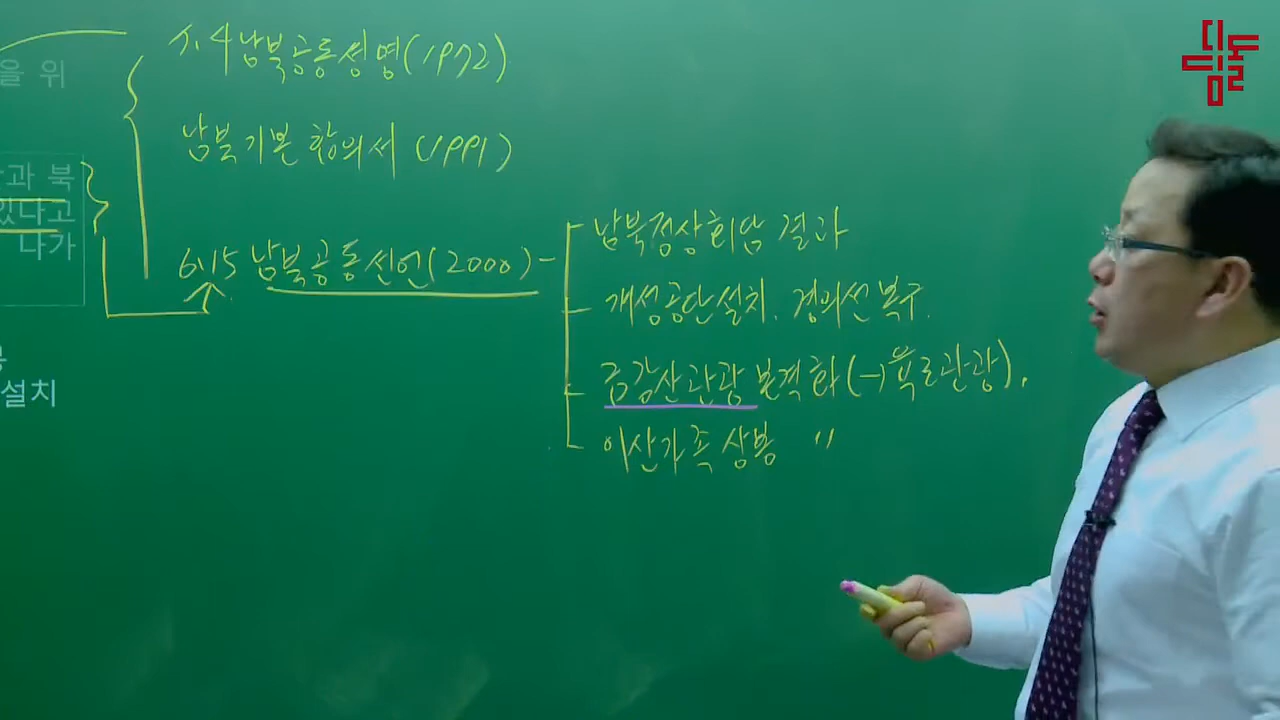 을 위
7.4 남북공동성명(1972)
남북기본합의서 (1991)
과 북
있나고
나가
6.15 남북공동선언(2000) -
남북정상회담 결과
개성공단설치. 경의선복구.
금강산관광 본격화(→육로관광).
이산가족 상봉 〃
설치